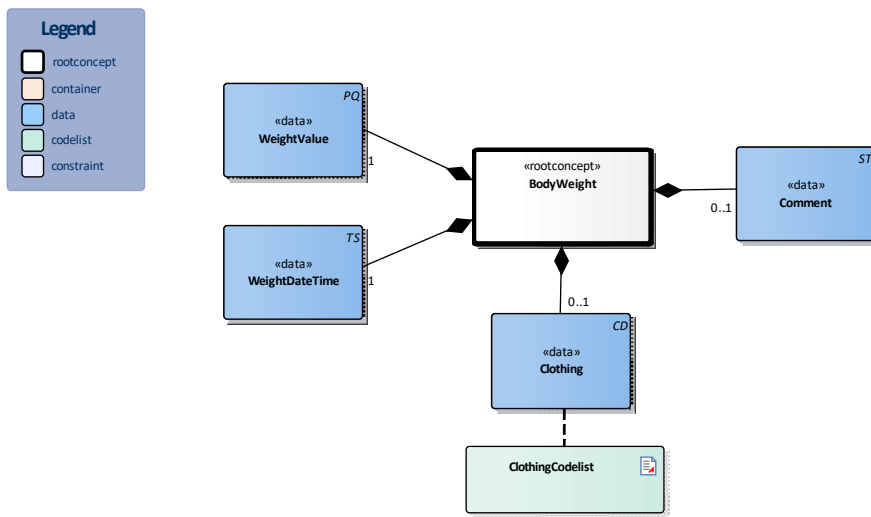 Legend
rootconcept
container
data
codelist
constraint
PQ
«data»
WeightValue
1
«rootconcept»
BodyWeight
ST
«data»
Comment
0..1
TS
«data»
WeightDateTime
1
0..1
CD
«data»
Clothing
ClothingCodelist